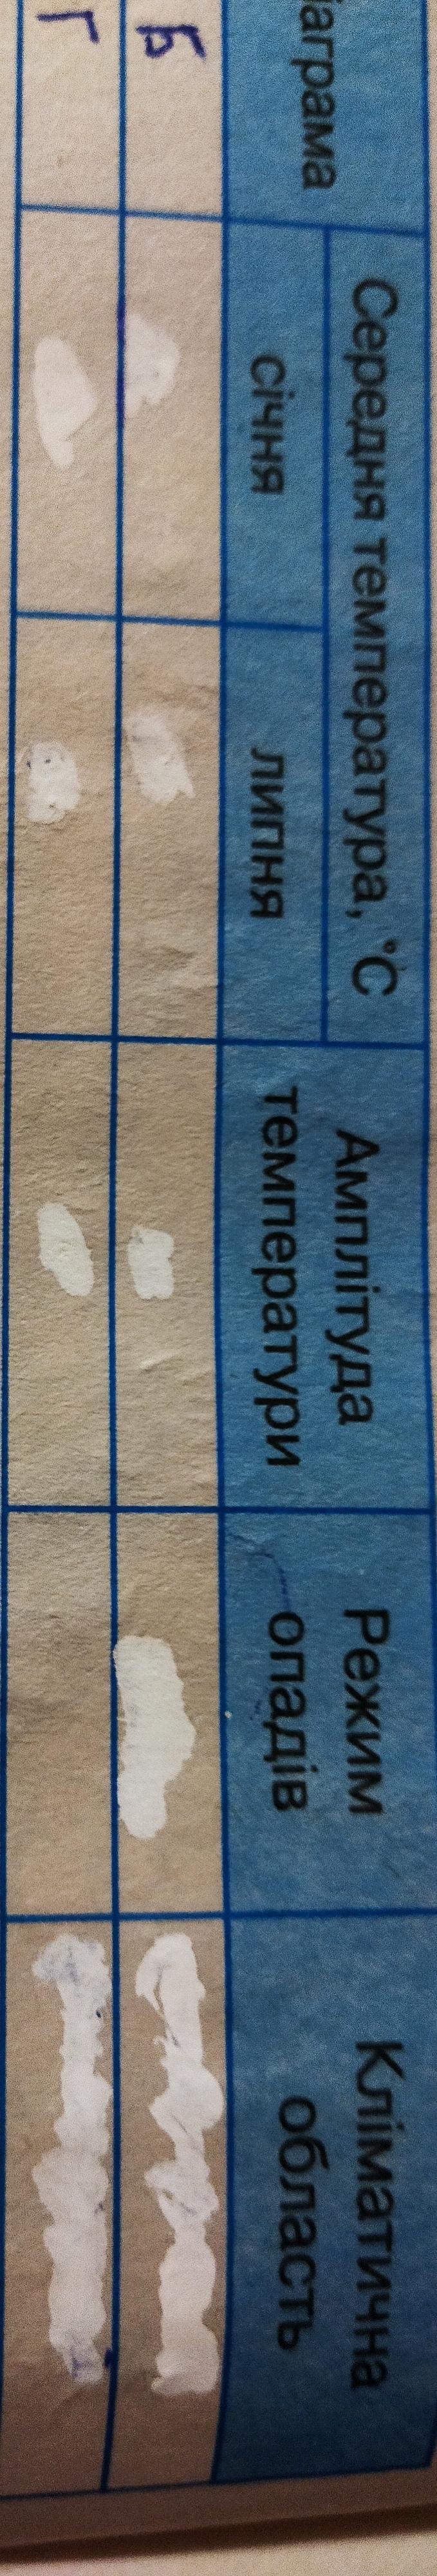 іаграма
Середня температура, °С
січня
липня
Амплітуда
температури
Режим
опадів
Кліматична
область
Б
Г